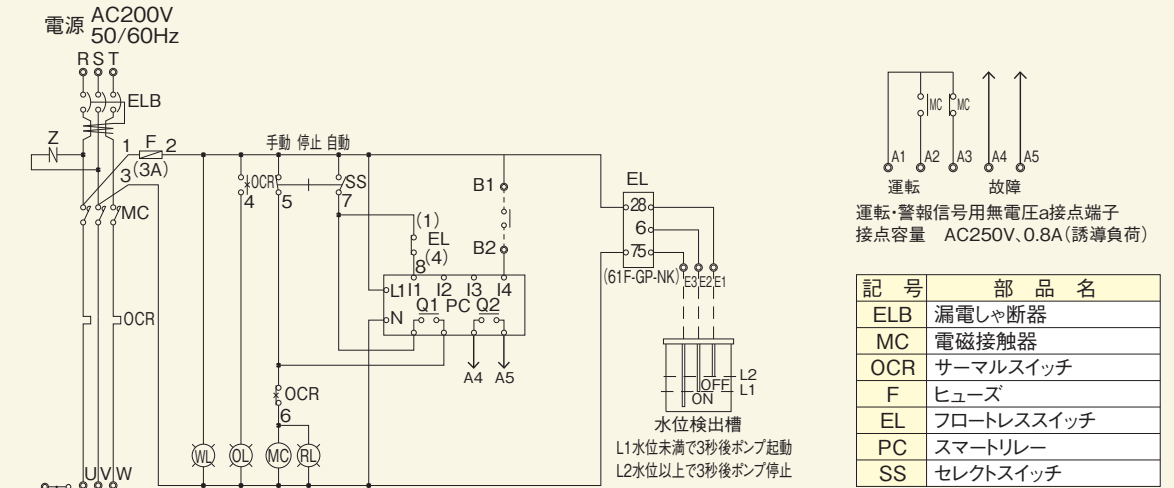 電源 AC200V
50/60Hz
R S T
ELB
Z
1
F
2
(3A)
3
MC
手動 停止 自動
OCR
4
5
SS
7
(1)
EL
(4)
8
B1
B2
EL
28
6
75
(61F-GP-NK)
E3 E2 E1
L1 I1 I2 I3 I4
Q1 PC Q2
N
OCR
A4 A5
OCR
6
OFF
ON
L2
L1
水位検出槽
L1水位未満で3秒後ポンプ起動
L2水位以上で3秒後ポンプ停止
WL OL MC RL
U V W
MC MC
A1 A2 A3 A4 A5
運転 故障
運転・警報信号用無電圧a接点端子
接点容量 AC250V、0.8A(誘導負荷)
記 号 部 品 名
ELB 漏電しゃ断器
MC 電磁接触器
OCR サーマルスイッチ
F ヒューズ
EL フロートレススイッチ
PC スマートリレー
SS セレクトスイッチ